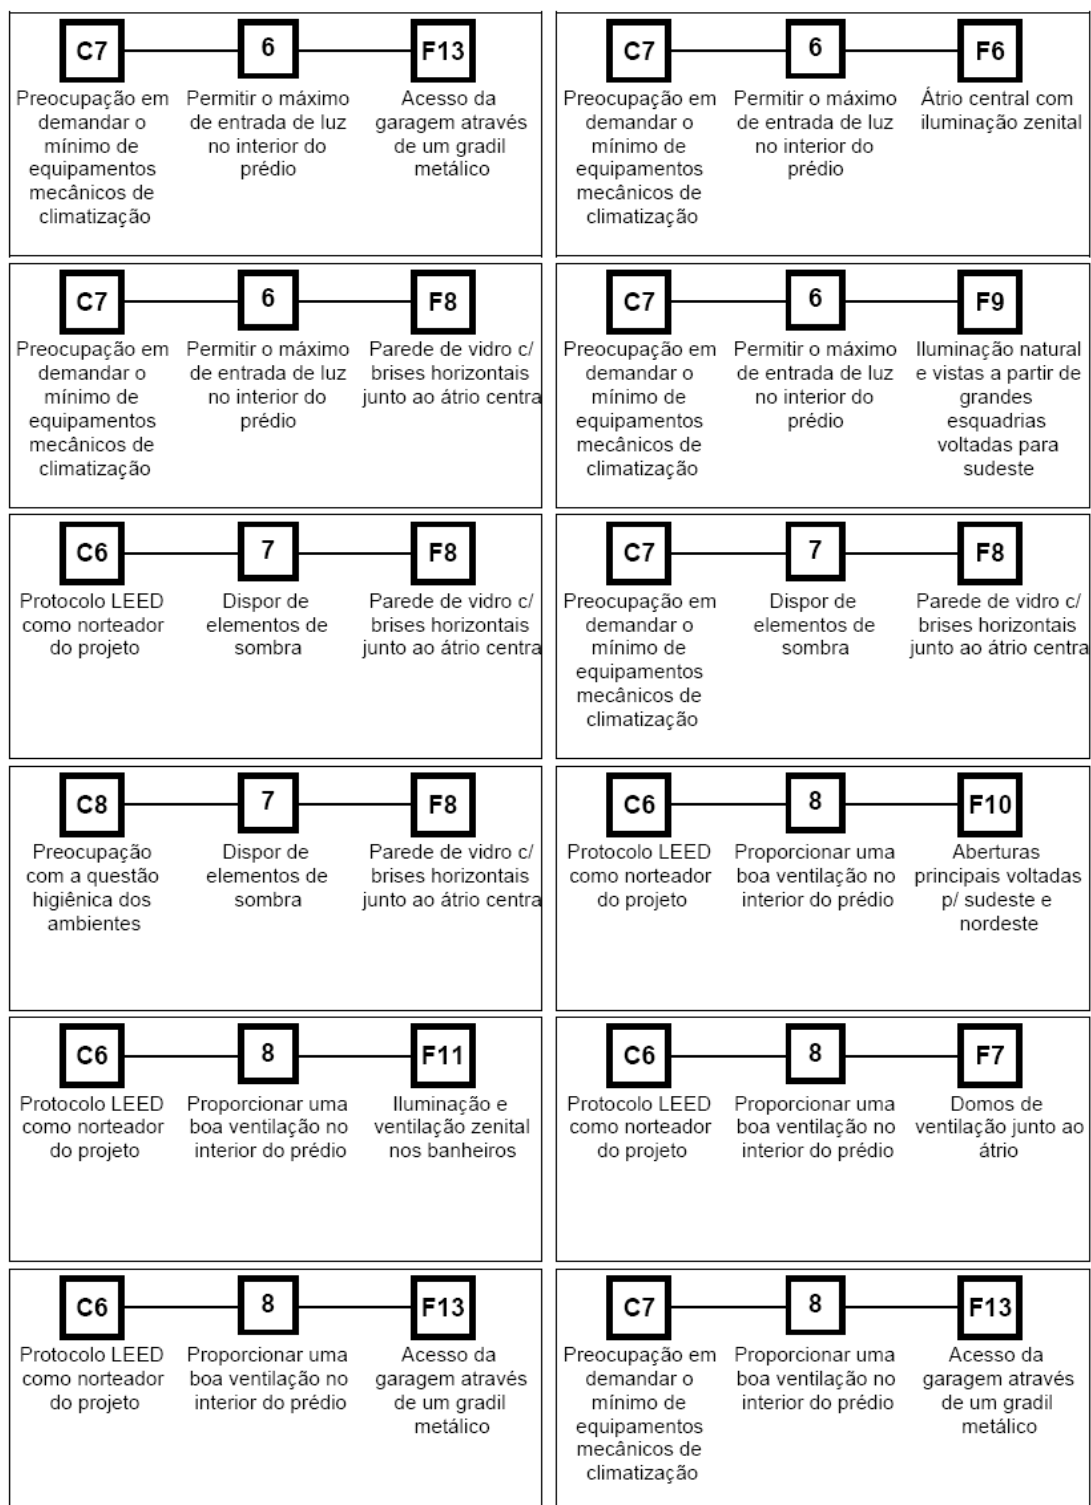 C7 6 F13
Preocupação em Permitir o máximo Acesso da
demandar o de entrada de luz garagem através
mínimo de no interior do de um gradil
equipamentos prédio metálico
mecânicos de
climatização
C7 6 F6
Preocupação em Permitir o máximo Átrio central com
demandar o de entrada de luz iluminação zenital
mínimo de no interior do
equipamentos prédio
mecânicos de
climatização
C7 6 F8
Preocupação em Permitir o máximo Parede de vidro c/
demandar o de entrada de luz brises horizontais
mínimo de no interior do junto ao átrio centra
equipamentos prédio
mecânicos de
climatização
C7 6 F9
Preocupação em Permitir o máximo Iluminação natural
demandar o de entrada de luz e vistas a partir de
mínimo de no interior do grandes
equipamentos prédio esquadrias
mecânicos de voltadas para
climatização sudeste
C6 7 F8
Protocolo LEED Dispor de Parede de vidro c/
como norteador elementos de brises horizontais
do projeto sombra junto ao átrio centra
C7 7 F8
Preocupação em Dispor de Parede de vidro c/
demandar o elementos de brises horizontais
mínimo de sombra junto ao átrio centra
equipamentos
mecânicos de
climatização
C8 7 F8
Preocupação Dispor de Parede de vidro c/
com a questão elementos de brises horizontais
higiênica dos sombra junto ao átrio centra
ambientes
C6 8 F10
Protocolo LEED Proporcionar uma Aberturas
como norteador boa ventilação no principais voltadas
do projeto interior do prédio p/ sudeste e
nordeste
C6 8 F11
Protocolo LEED Proporcionar uma Iluminação e
como norteador boa ventilação no ventilação zenital
do projeto interior do prédio nos banheiros
C6 8 F7
Protocolo LEED Proporcionar uma Domos de
como norteador boa ventilação no ventilação junto ao
do projeto interior do prédio átrio
C6 8 F13
Protocolo LEED Proporcionar uma Acesso da
como norteador boa ventilação no garagem através
do projeto interior do prédio de um gradil
metálico
C7 8 F13
Preocupação em Proporcionar uma Acesso da
demandar o boa ventilação no garagem através
mínimo de interior do prédio de um gradil
equipamentos metálico
mecânicos de
climatização